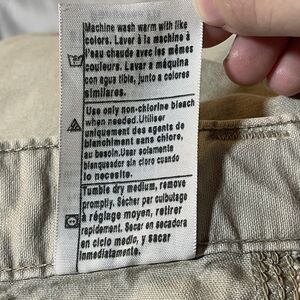 Machine wash warm with like
colors. Laver à la machine à
l'eau chaude avec les mêmes
couleurs. Lavar a máquina
con agua tibia, junto a colores
similares.
Use only non-chlorine bleach
when needed. Utiliser
uniquement des agents de
blanchiment sans chlore,
au besoin. Usar solamente
blanqueador sin cloro cuando
lo necesite.
Tumble dry medium, remove
promptly. Sécher par culbutage
à réglage moyen, retirer
rapidement. Secar en secadora
en ciclo medio, y sacar
inmediatamente.